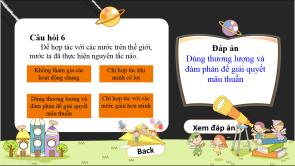 Câu hỏi 6
Để hợp tác với các nước trên thế giới,
nước ta đã thực hiện nguyên tắc nào.
Không tham gia các
hoạt động chung
Chỉ hợp tác khi
mình có lợi
Dùng thương lượng và
đàm phán để giải quyết
mâu thuẫn
Chỉ hợp tác với các
nước giàu hơn mình
Back
Đáp án
Dùng thương lượng và
đàm phán để giải quyết
mâu thuẫn
Xem đáp án